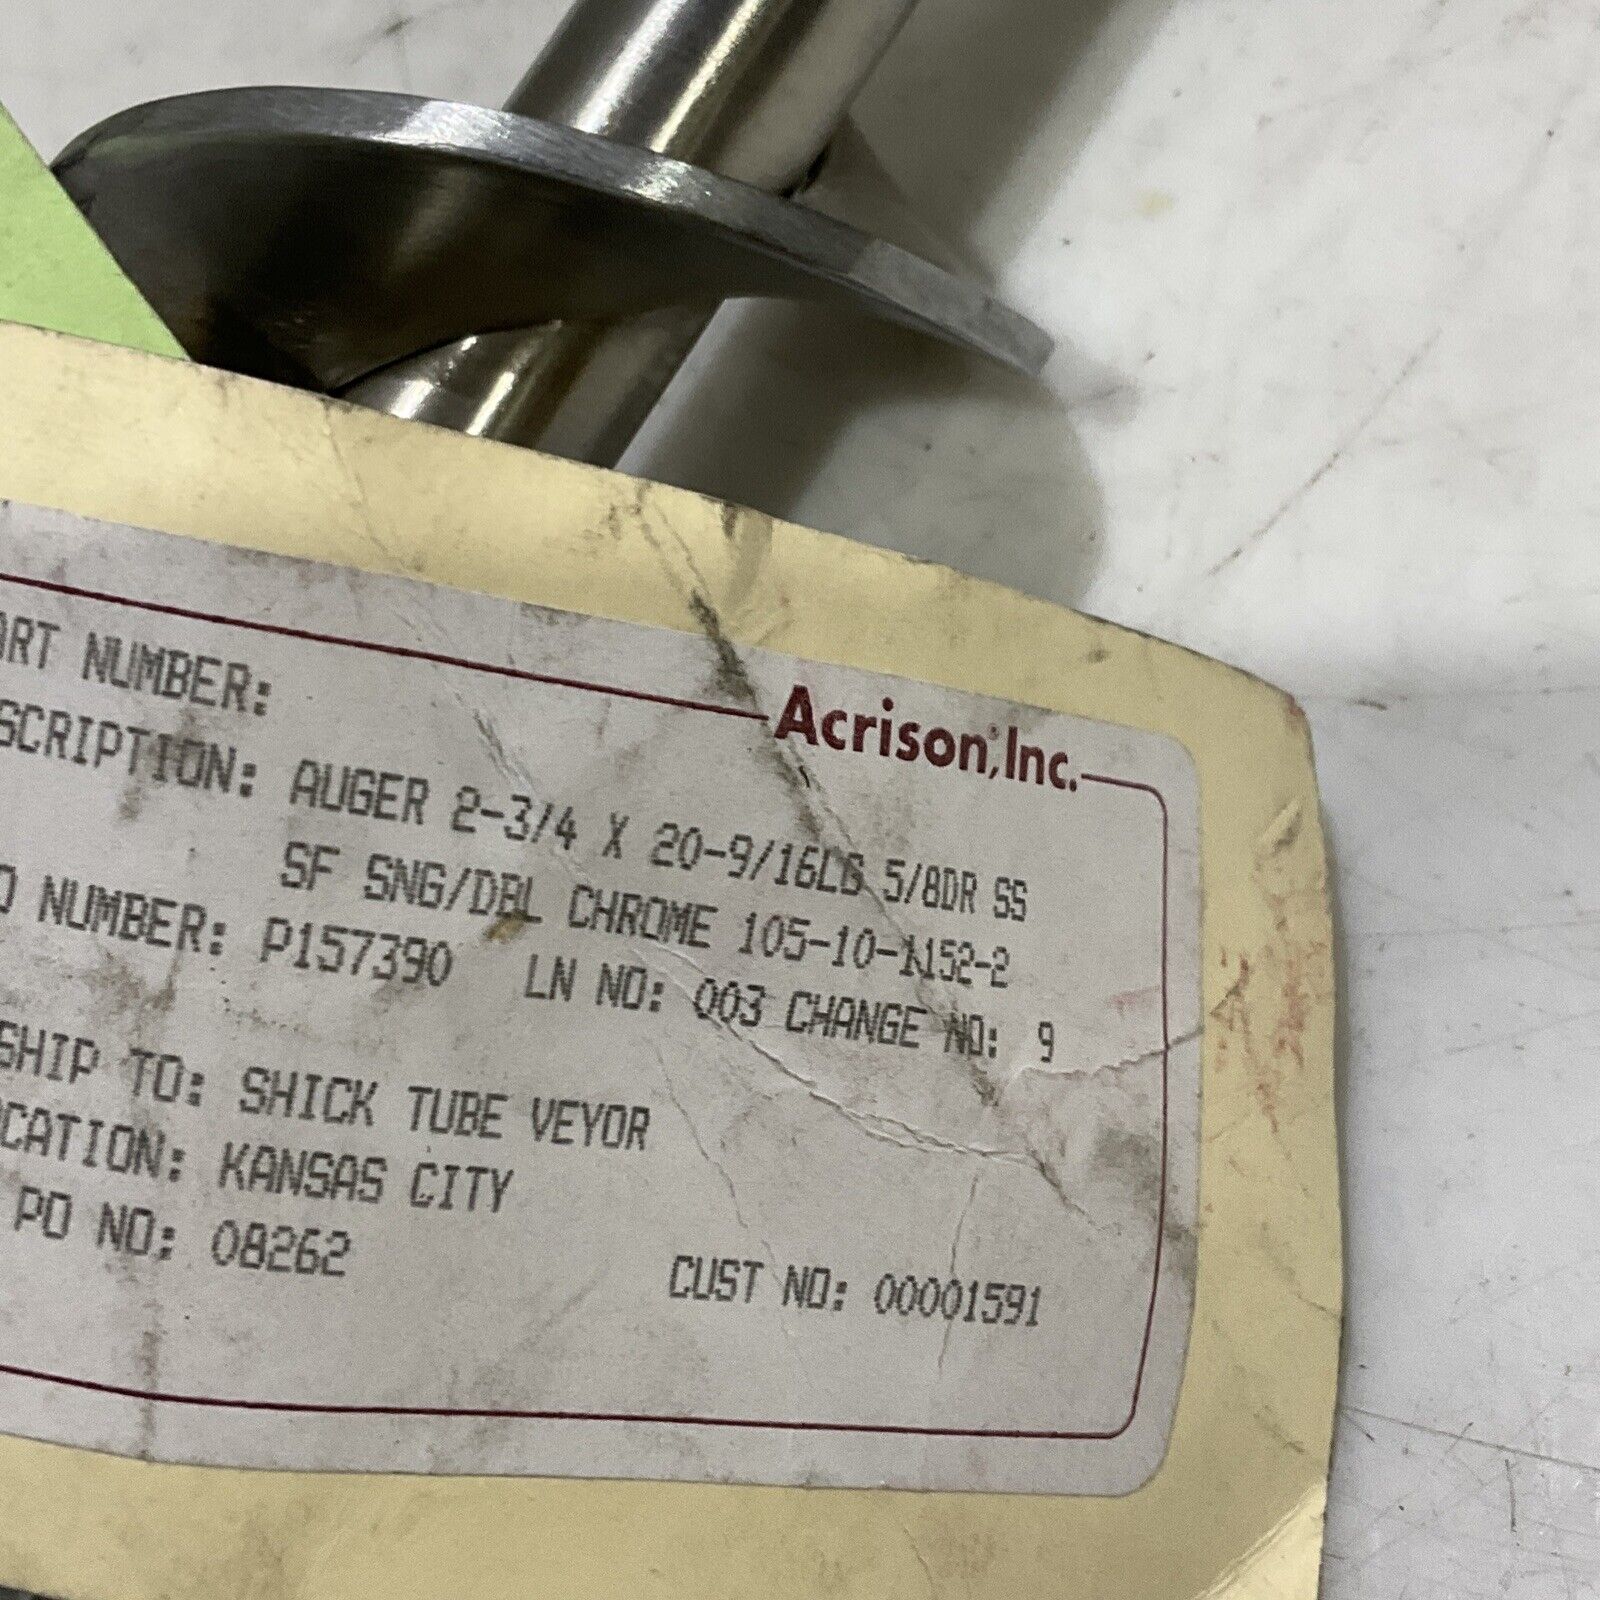 Acrison®, Inc.
ART NUMBER:
SCRIPTION: AUGER 2-3/4 X 20-9/16LG 5/8DR SS
SF SNG/DBL CHROME 105-10-1152-2
O NUMBER: P157390 LN NO: 003 CHANGE NO: 9
SHIP TO: SHICK TUBE VEYOR
OCATION: KANSAS CITY
PO NO: 08262 CUST NO: 00001591